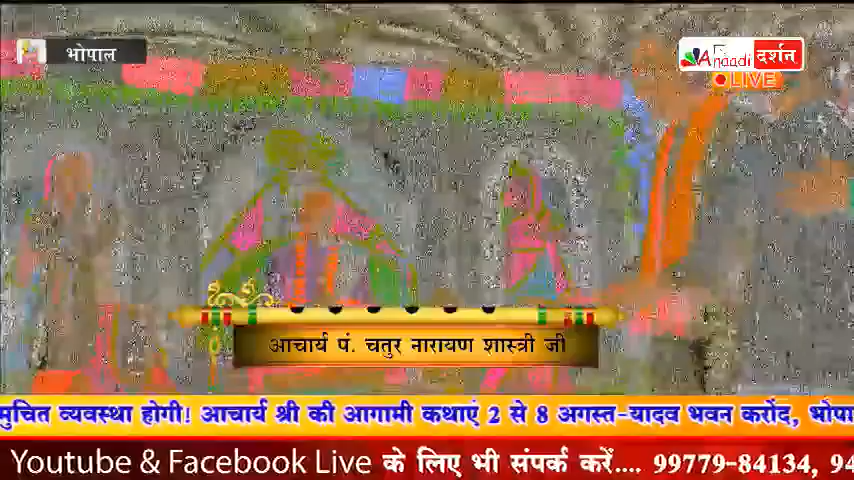 भोपाल
Anaadi दर्शन
LIVE
आचार्य पं. चतुर नारायण शास्त्री जी
मुचित व्यवस्था होगी! आचार्य श्री की आगामी कथाएं 2 से 8 अगस्त-यादव भवन करोंद, भोपा
Youtube & Facebook Live के लिए भी संपर्क करें.... 99779-84134, 94